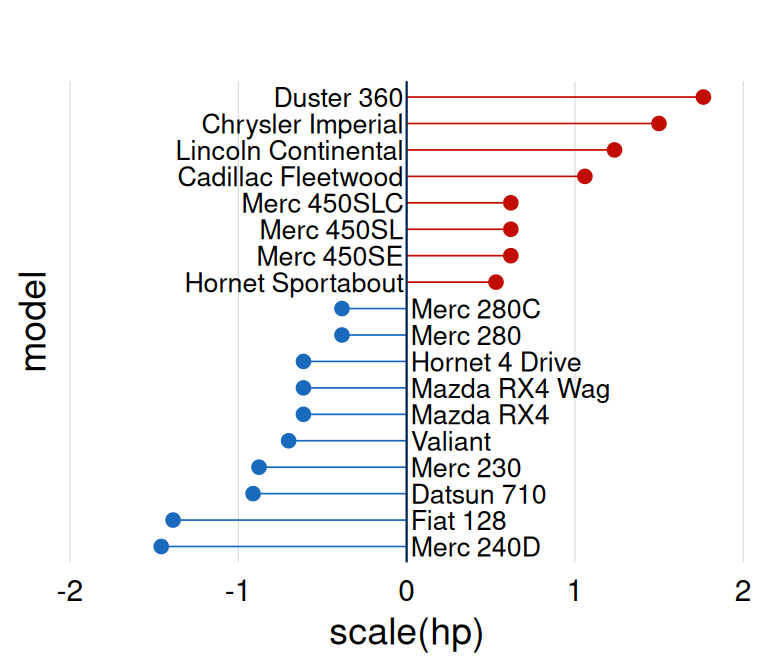 Duster 360
Chrysler Imperial
Lincoln Continental
Cadillac Fleetwood
Merc 450SLC
Merc 450SL
Merc 450SE
Hornet Sportabout
Merc 280C
Merc 280
Hornet 4 Drive
Mazda RX4 Wag
Mazda RX4
Valiant
Merc 230
Datsun 710
Fiat 128
Merc 240D
model
-2 -1 0 1 2
scale(hp)